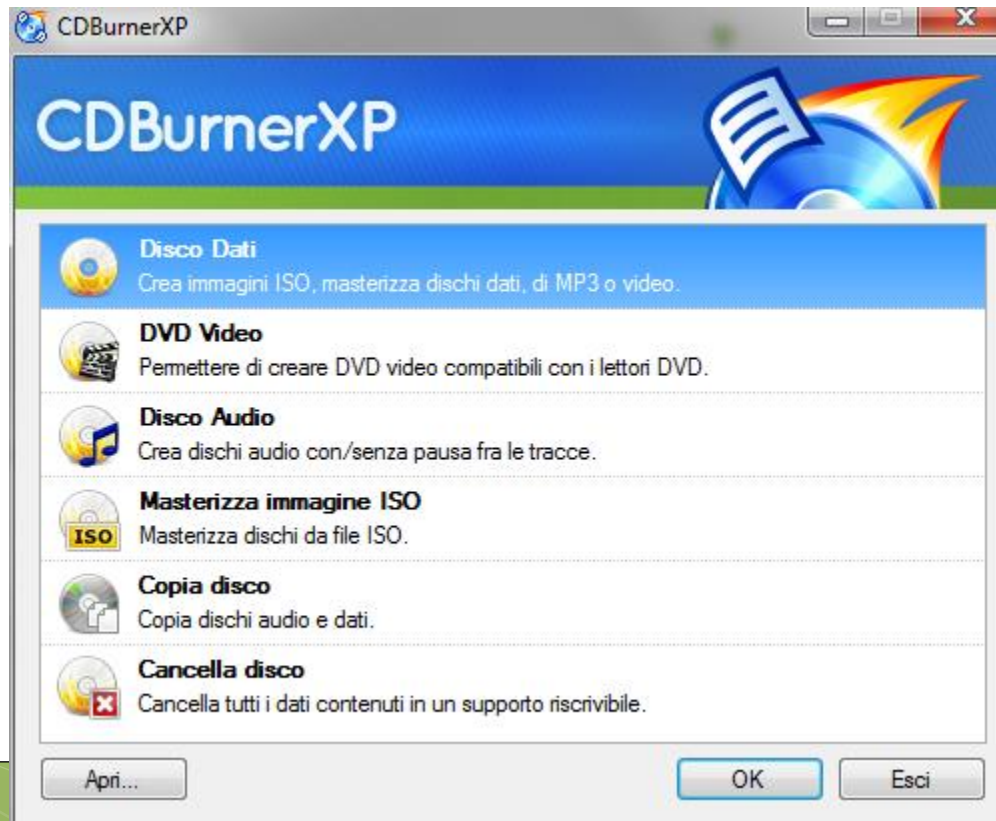 CDBurnerXP
CDBurnerXP
Disco Dati
Crea immagini ISO, masterizza dischi dati, di MP3 o video.
DVD Video
Permettere di creare DVD video compatibili con i lettori DVD.
Disco Audio
Crea dischi audio con/senza pausa fra le tracce.
Masterizza immagine ISO
ISO
Masterizza dischi da file ISO.
Copia disco
Copia dischi audio e dati.
Cancella disco
Cancella tutti i dati contenuti in un supporto riscrivibile.
Apri...
OK
Esci